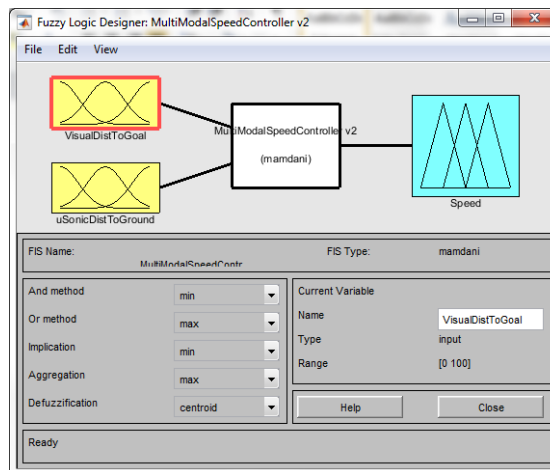 Fuzzy Logic Designer: MultiModalSpeedController v2
File Edit View
VisualDistToGoal
MultiModalSpeedController v2
(mamdani)
uSonicDistToGround
Speed
FIS Name: MultiModalSpeedContr
FIS Type: mamdani
And method min
Or method max
Implication min
Aggregation max
Defuzzification centroid
Current Variable
Name VisualDistToGoal
Type input
Range [0 100]
Help Close
Ready